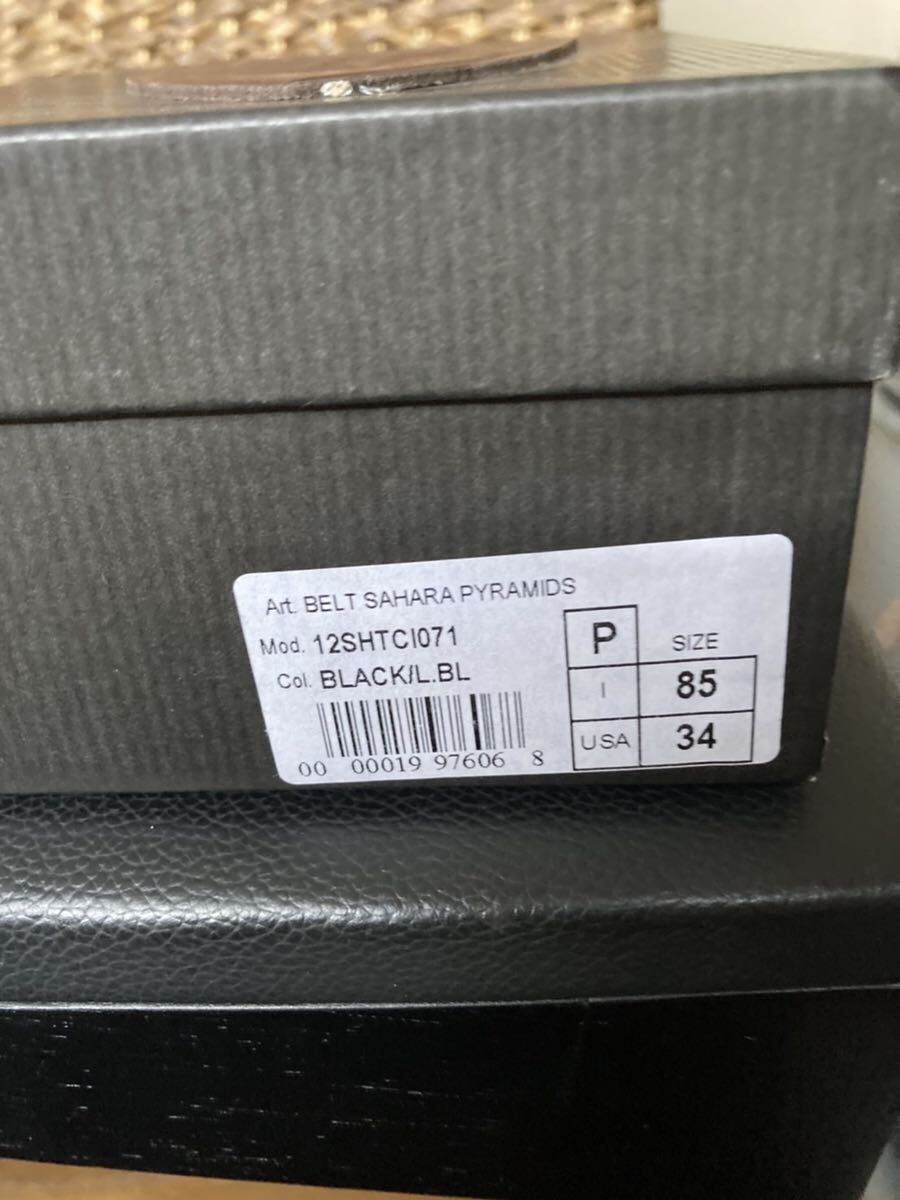 Art. BELT SAHARA PYRAMIDS
Mod. 12SHTCI071
Col. BLACK/L.BL
00 00019 97606 8
P SIZE
I 85
USA 34